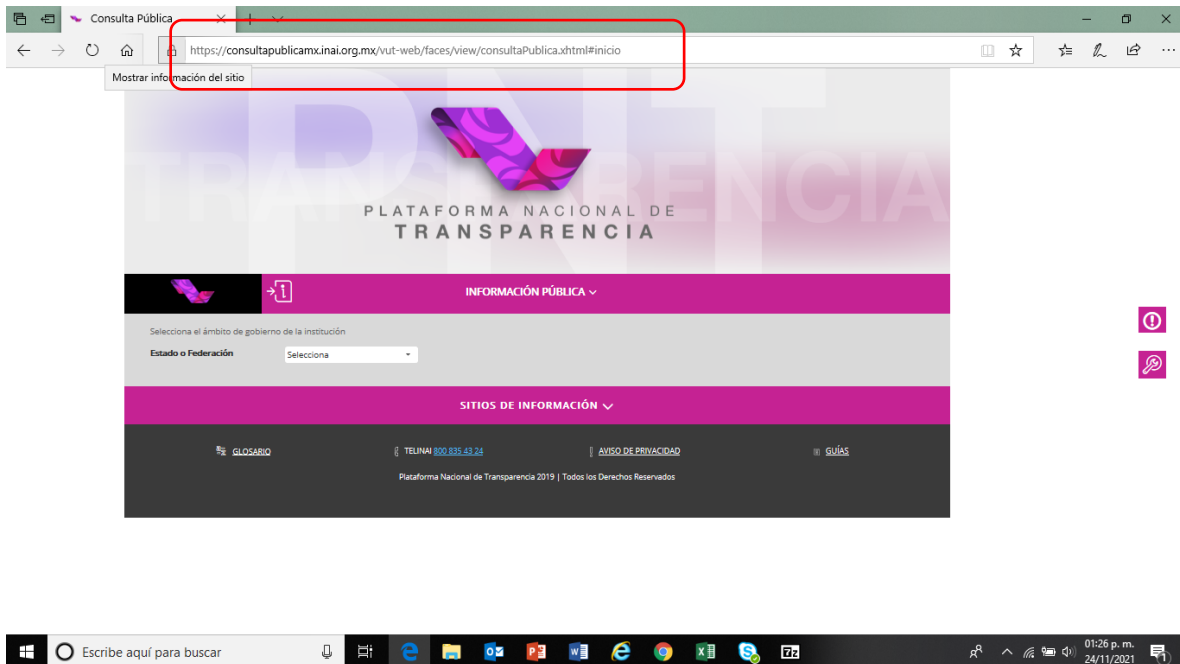 Consulta Pública
https://consultapublicamx.inai.org.mx/vut-web/faces/view/consultaPublica.xhtml#inicio
Mostrar información del sitio
PNT
TRANSPARENCIA
PLATAFORMA NACIONAL DE
TRANSPARENCIA
INFORMACIÓN PÚBLICA
Selecciona el ámbito de gobierno de la institución
Estado o Federación Selecciona
SITIOS DE INFORMACIÓN
GLOSARIO TELINAI 800 835 43 24 AVISO DE PRIVACIDAD GUÍAS
Plataforma Nacional de Transparencia 2019 | Todos los Derechos Reservados
Escribe aquí para buscar
01:26 p. m.
24/11/2021